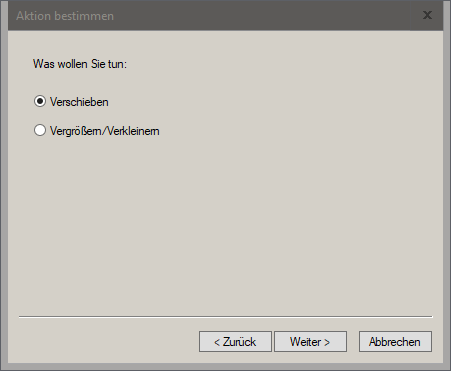 Aktion bestimmen
Was wollen Sie tun:
Verschieben
Vergrößern/Verkleinern
< Zurück
Weiter >
Abbrechen